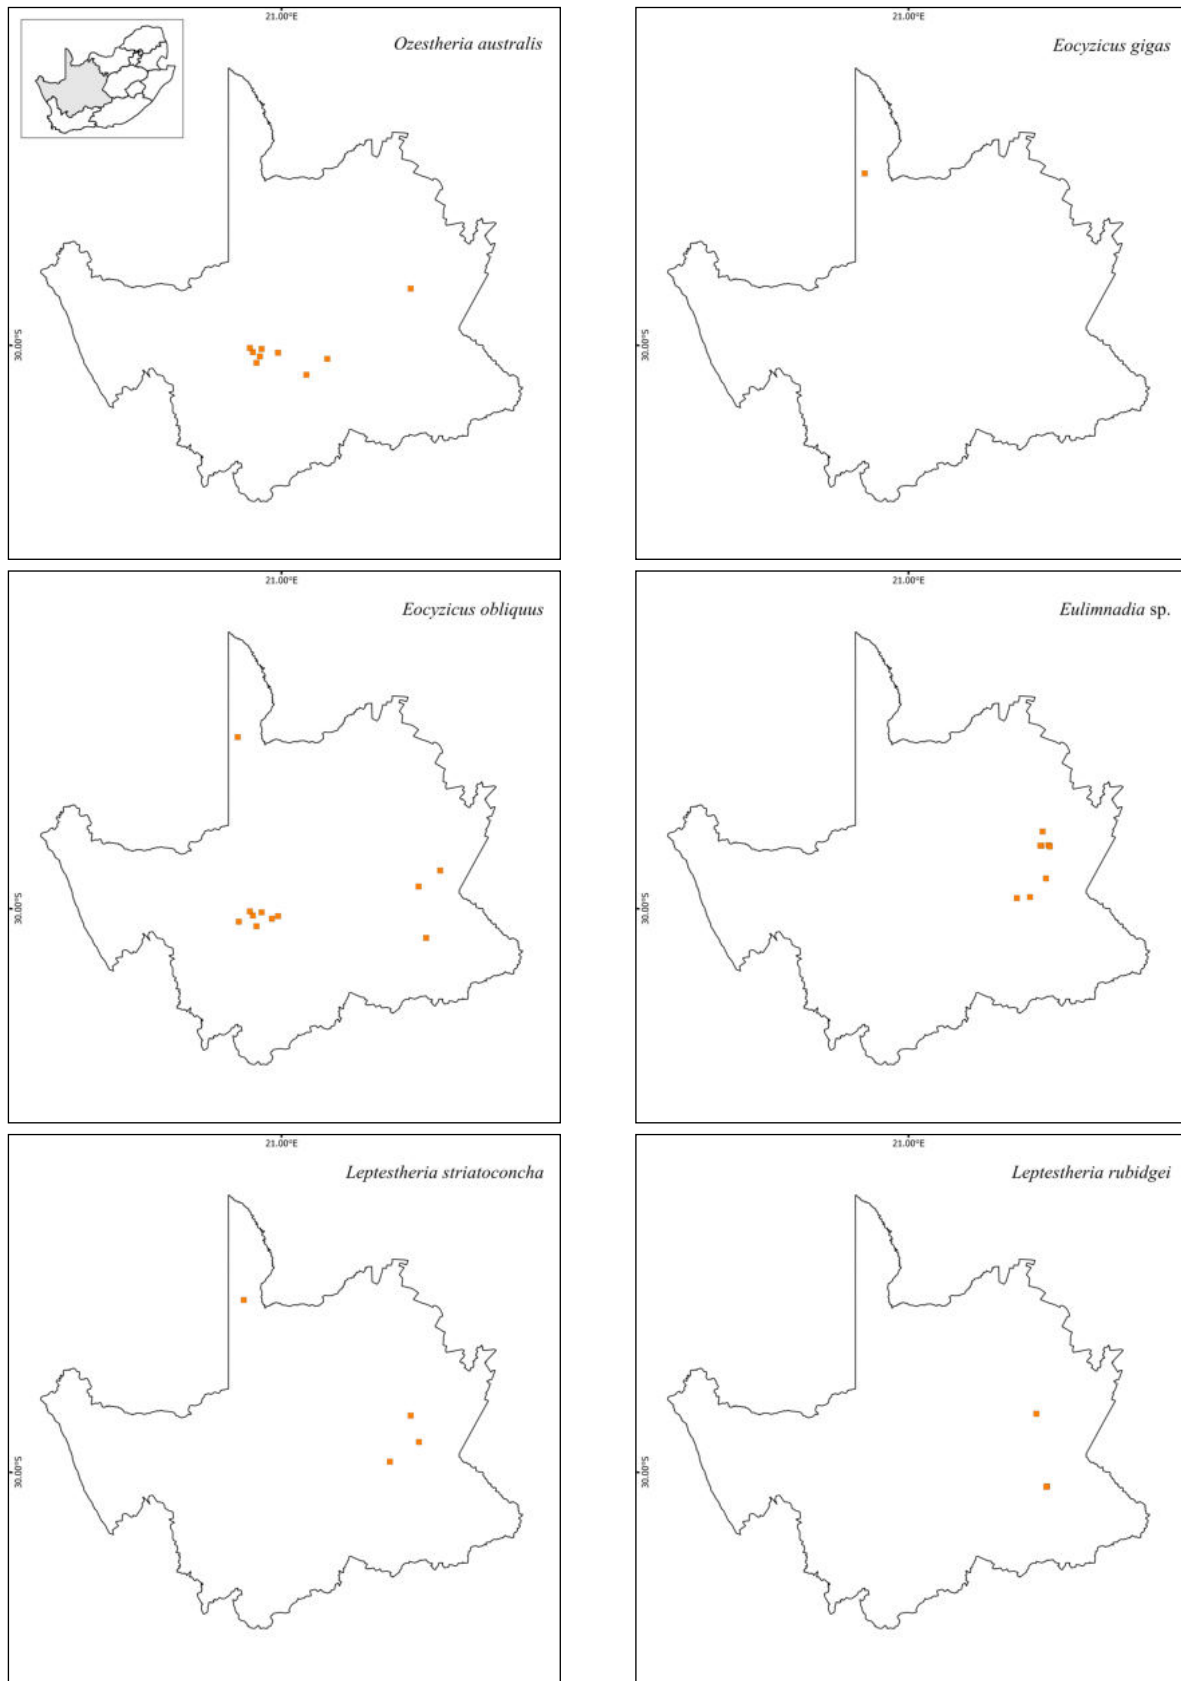 21.00°E
Ozestheria australis
30.00°S
21.00°E
Eocyzicus gigas
30.00°S
21.00°E
Eocyzicus obliquus
30.00°S
21.00°E
Eulimnadia sp.
30.00°S
21.00°E
Leptestheria striatoconcha
30.00°S
21.00°E
Leptestheria rubidgei
30.00°S